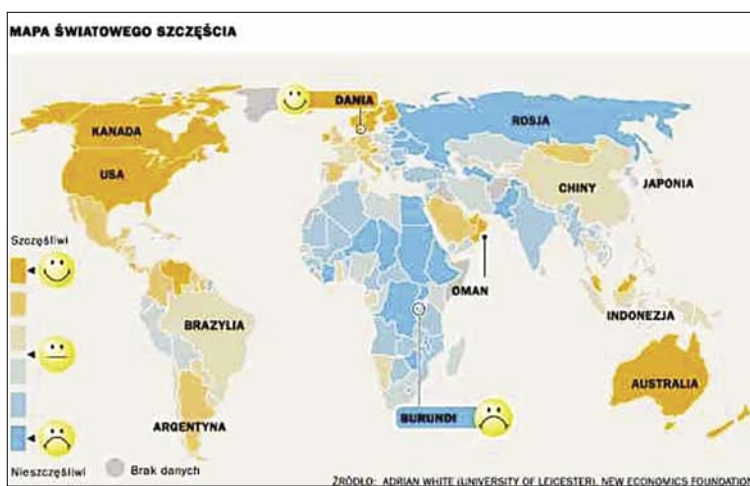 MAPA ŚWIATOWEGO SZCZĘŚCIA
DANIA
KANADA
ROSJA
USA
CHINY
JAPONIA
Szczęśliwi
OMAN
BRAZYLIA
INDONEZJA
AUSTRALIA
ARGENTYNA
BURUNDI
Nieszczęśliwi
Brak danych
ŹRÓDŁO: ADRIAN WHITE (UNIVERSITY OF LEICESTER), NEW ECONOMICS FOUNDATION